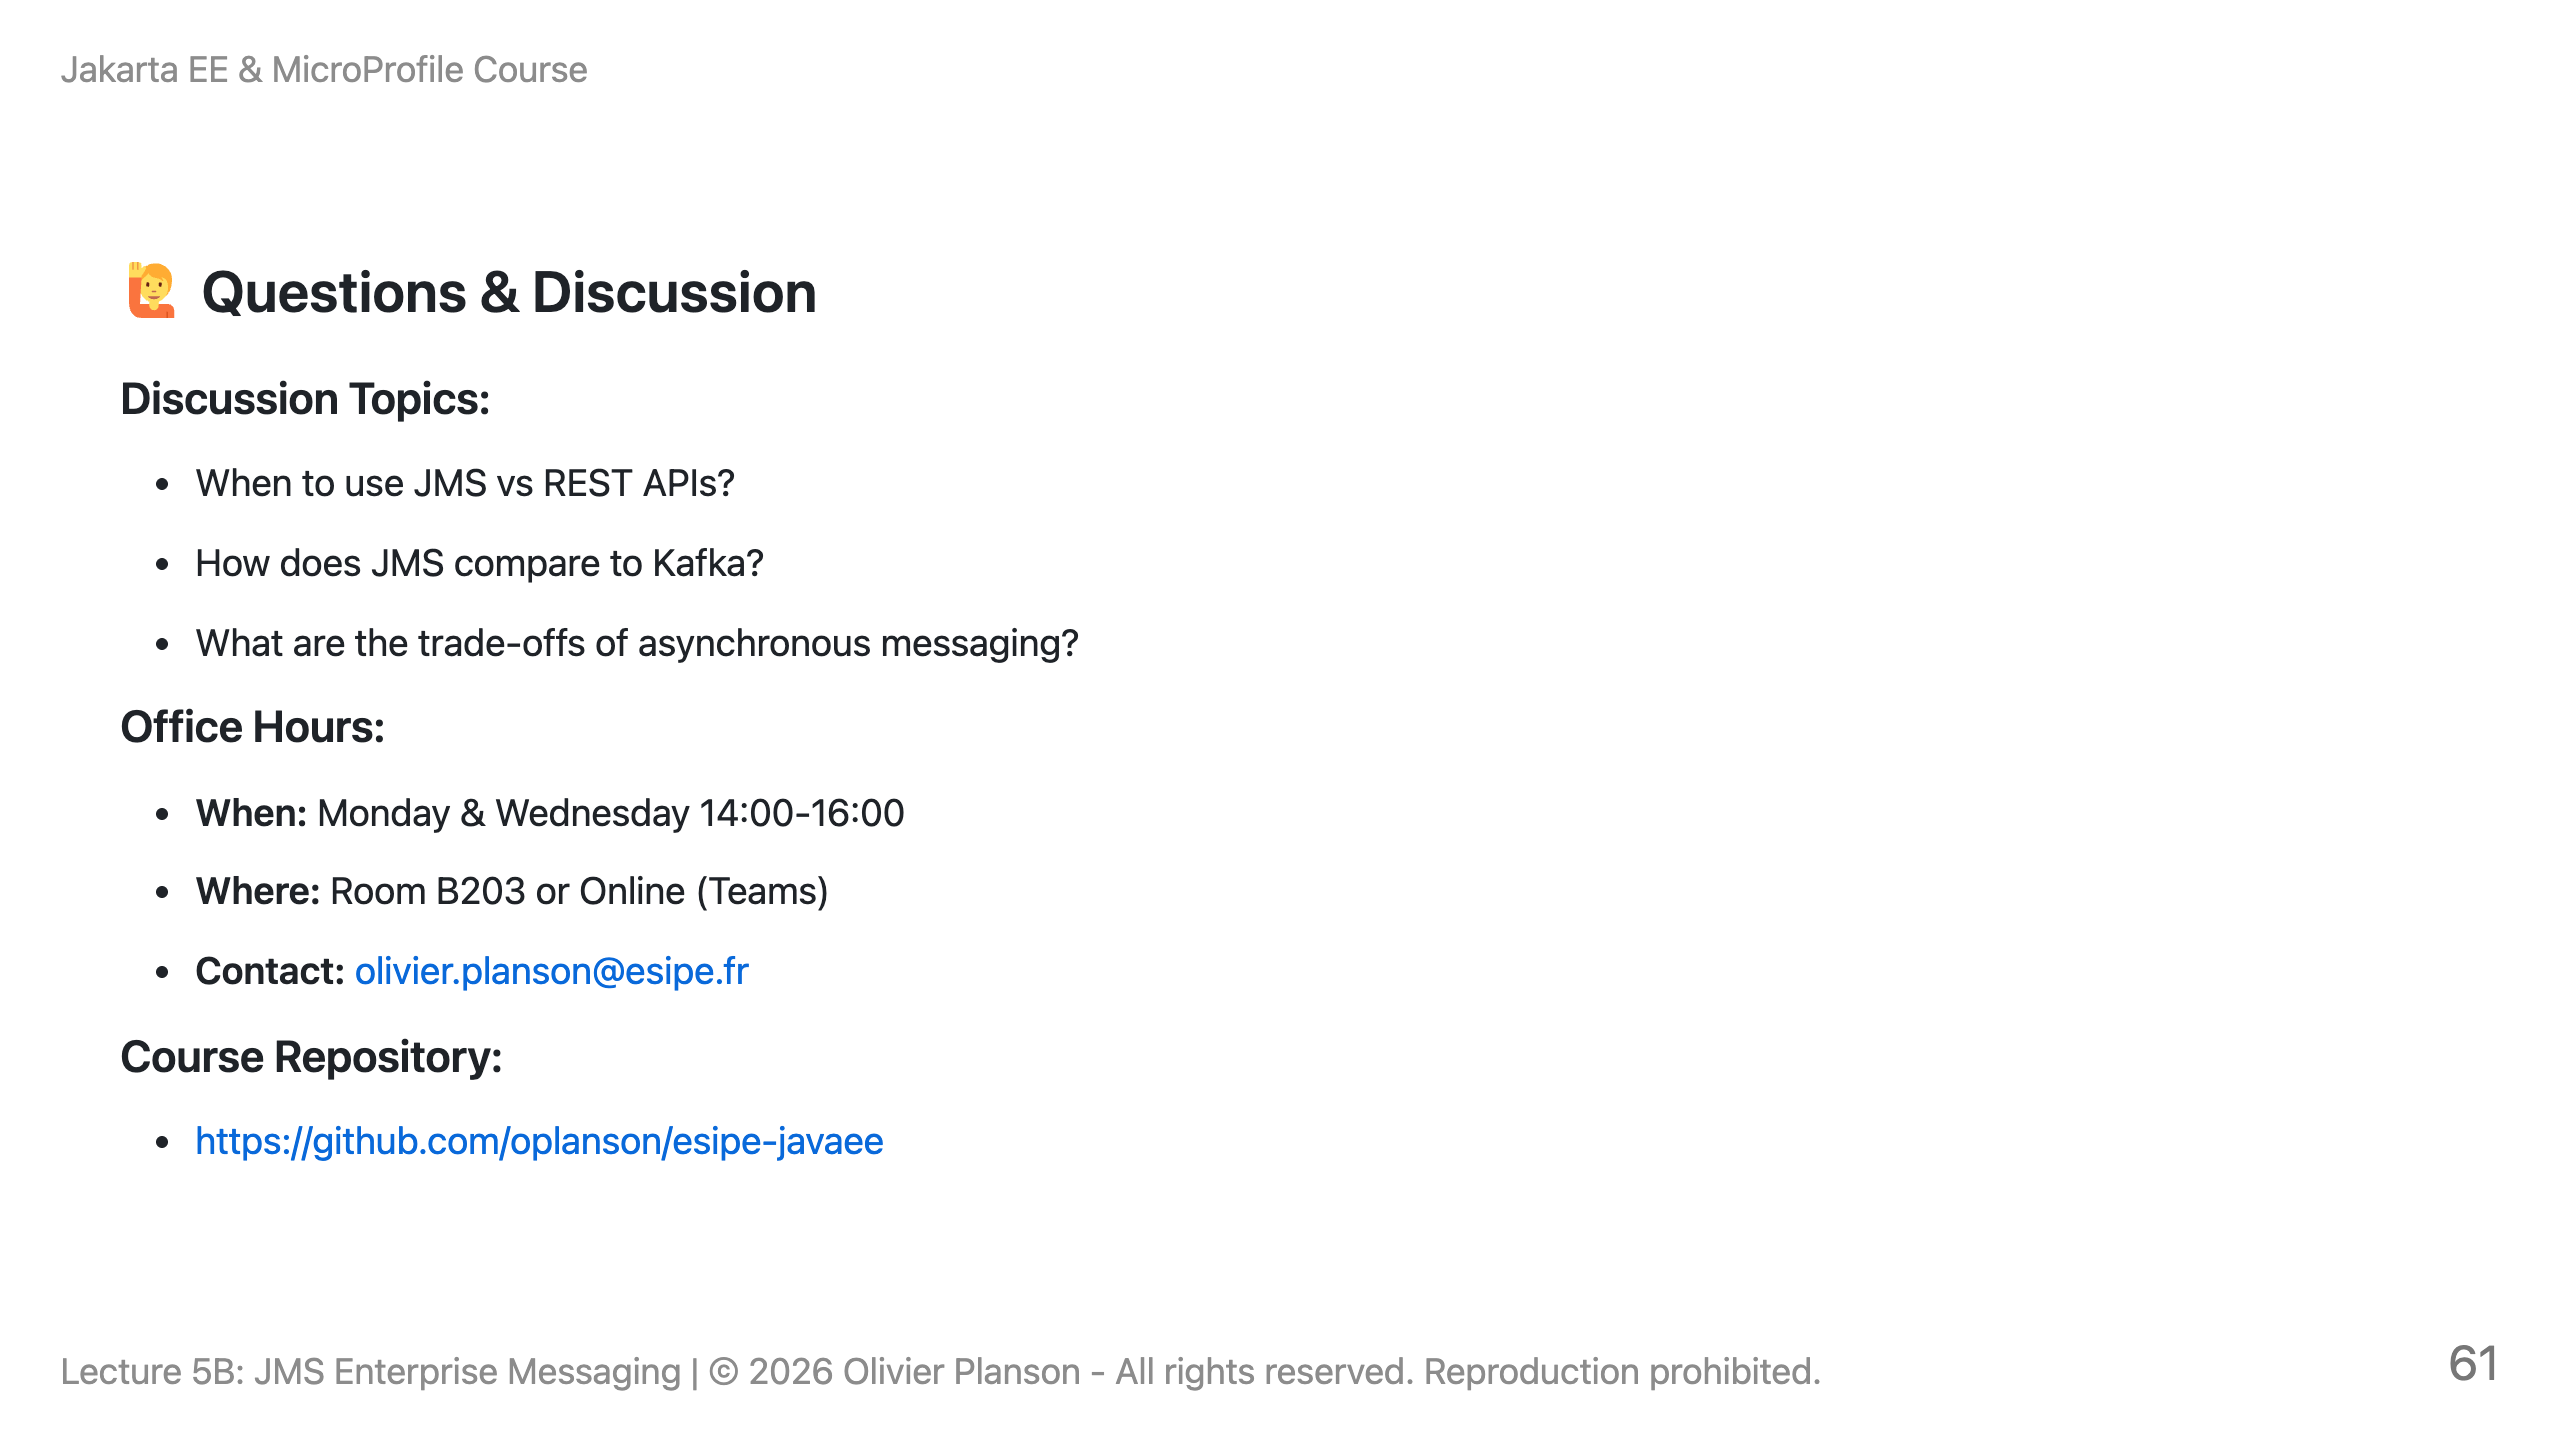 Jakarta EE & MicroProfile Course
Questions & Discussion
Discussion Topics:
• When to use JMS vs REST APIs?
• How does JMS compare to Kafka?
• What are the trade-offs of asynchronous messaging?
Office Hours:
• When: Monday & Wednesday 14:00-16:00
• Where: Room B203 or Online (Teams)
• Contact: olivier.planson@esipe.fr
Course Repository:
• https://github.com/oplanson/esipe-javaee
Lecture 5B: JMS Enterprise Messaging | © 2026 Olivier Planson - All rights reserved. Reproduction prohibited.
61